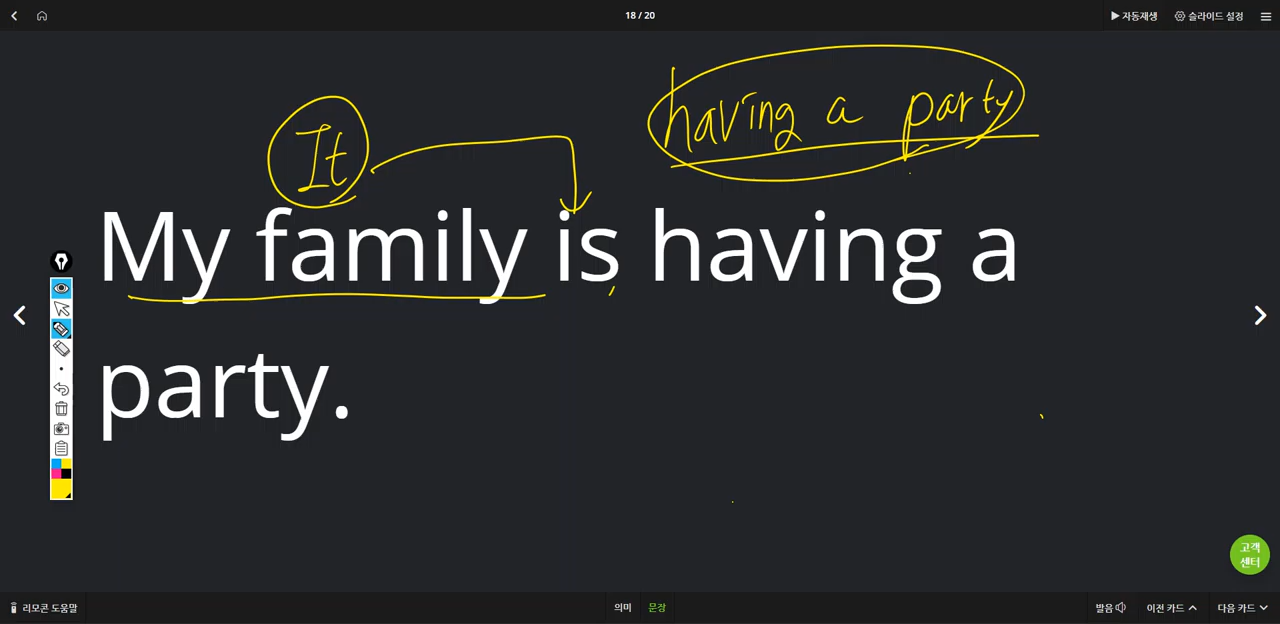 18 / 20
▶ 자동재생
슬라이드 설정
having a party
It
My family is having a
party.
고객
센터
리모콘 도움말
의미
문장
발음
이전 카드
다음 카드